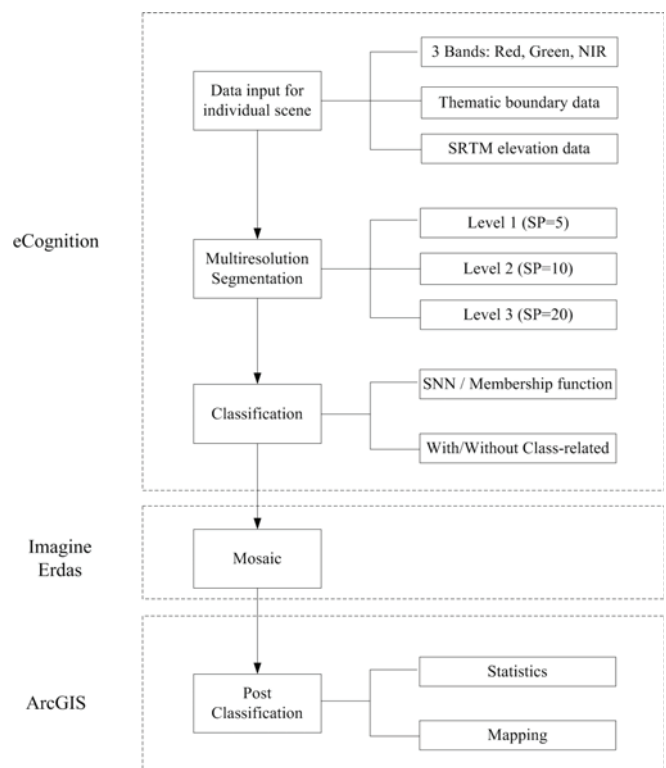 3 Bands: Red, Green, NIR
Data input for
individual scene
Thematic boundary data
SRTM elevation data
eCognition
Level 1 (SP=5)
Multiresolution
Segmentation
Level 2 (SP=10)
Level 3 (SP=20)
SNN / Membership function
Classification
With/Without Class-related
Imagine
Erdas
Mosaic
Statistics
ArcGIS
Post
Classification
Mapping